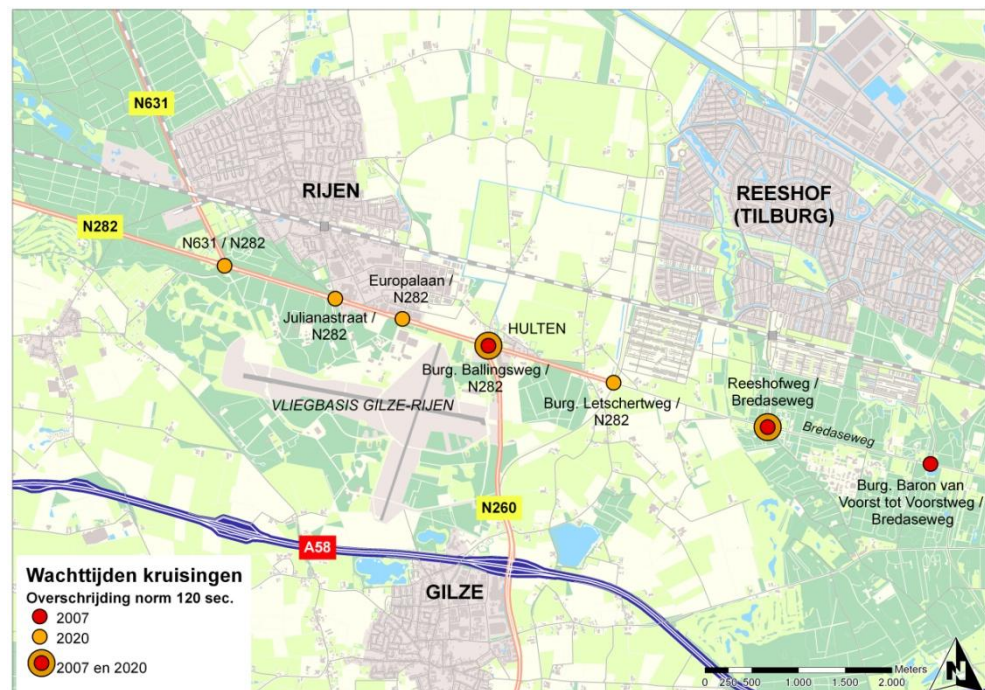 N631
RIJEN
REESHOF
(TILBURG)
N282
N631 / N282
Europalaan /
N282
Julianastraat /
N282
HULTEN
Burg. Ballingsweg /
N282
VLIEGBASIS GILZE-RIJEN
Burg. Letschertweg /
N282
Reeshofweg /
Bredaseweg
Bredaseweg
Burg. Baron van
Voorst tot Voorstweg /
Bredaseweg
N260
A58
GILZE
Wachttijden kruisingen
Overschrijding norm 120 sec.
2007
2020
2007 en 2020
Meters
0 250 500 1.000 1.500 2.000
N